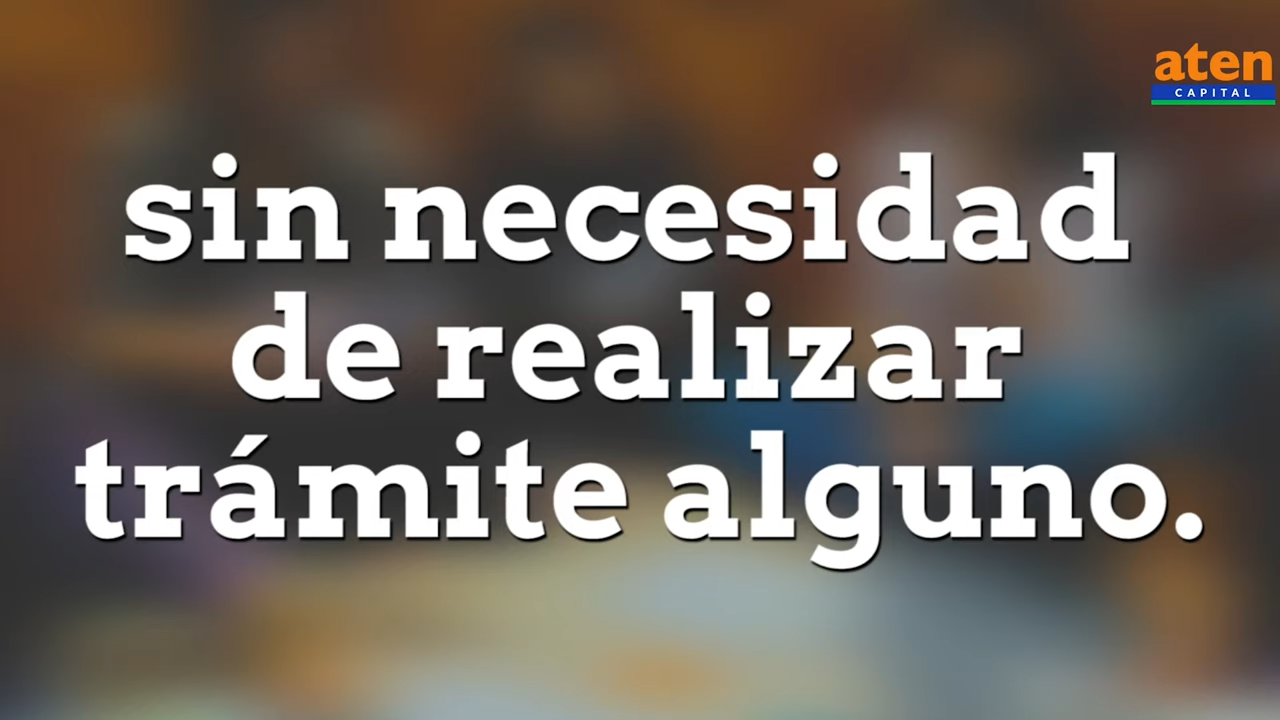 aten
CAPITAL
sin necesidad
de realizar
trámite alguno.